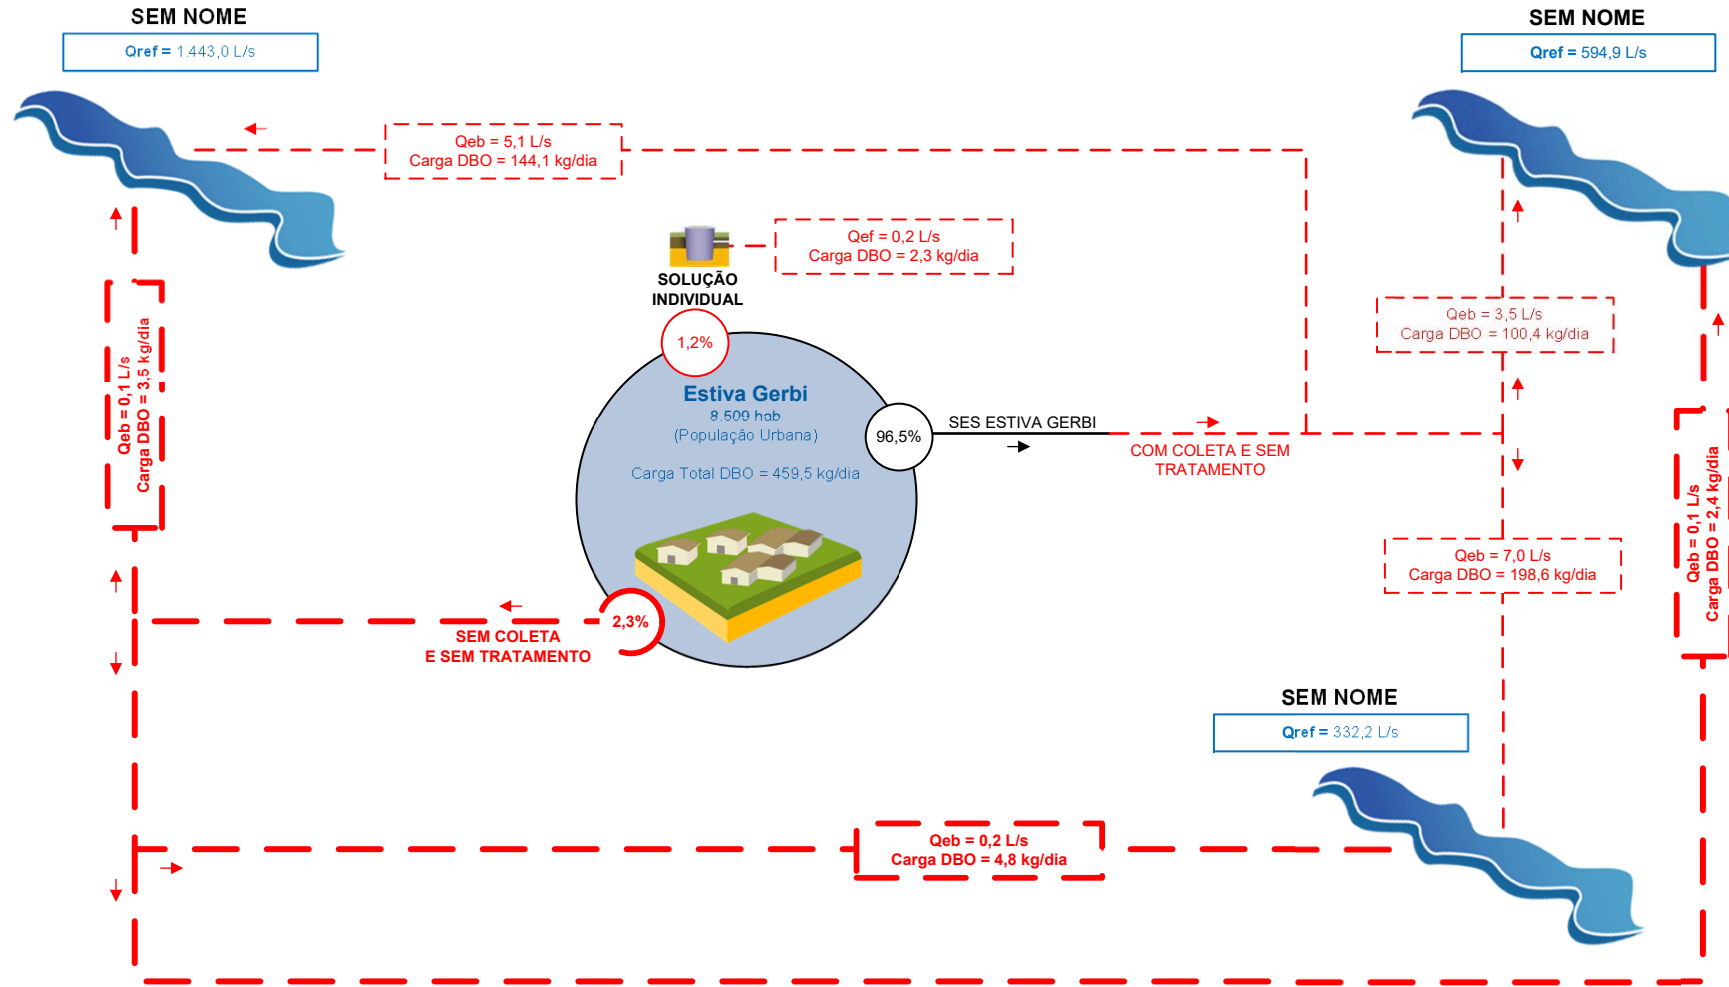 SEM NOME
Qref = 1.443,0 L/s
SEM NOME
Qref = 594,9 L/s
Qeb = 5,1 L/s
Carga DBO = 144,1 kg/dia
Qef = 0,2 L/s
Carga DBO = 2,3 kg/dia
SOLUÇÃO
INDIVIDUAL
1,2%
Qeb = 3,5 L/s
Carga DBO = 100,4 kg/dia
Qeb = 0,1 L/s
Carga DBO = 3,5 kg/dia
Estiva Gerbi
8.509 hab
(População Urbana)
Carga Total DBO = 459,5 kg/dia
96,5%
SES ESTIVA GERBI
COM COLETA E SEM
TRATAMENTO
Qeb = 7,0 L/s
Carga DBO = 198,6 kg/dia
Qeb = 0,1 L/s
Carga DBO = 2,4 kg/dia
2,3%
SEM COLETA
E SEM TRATAMENTO
SEM NOME
Qref = 332,2 L/s
Qeb = 0,2 L/s
Carga DBO = 4,8 kg/dia